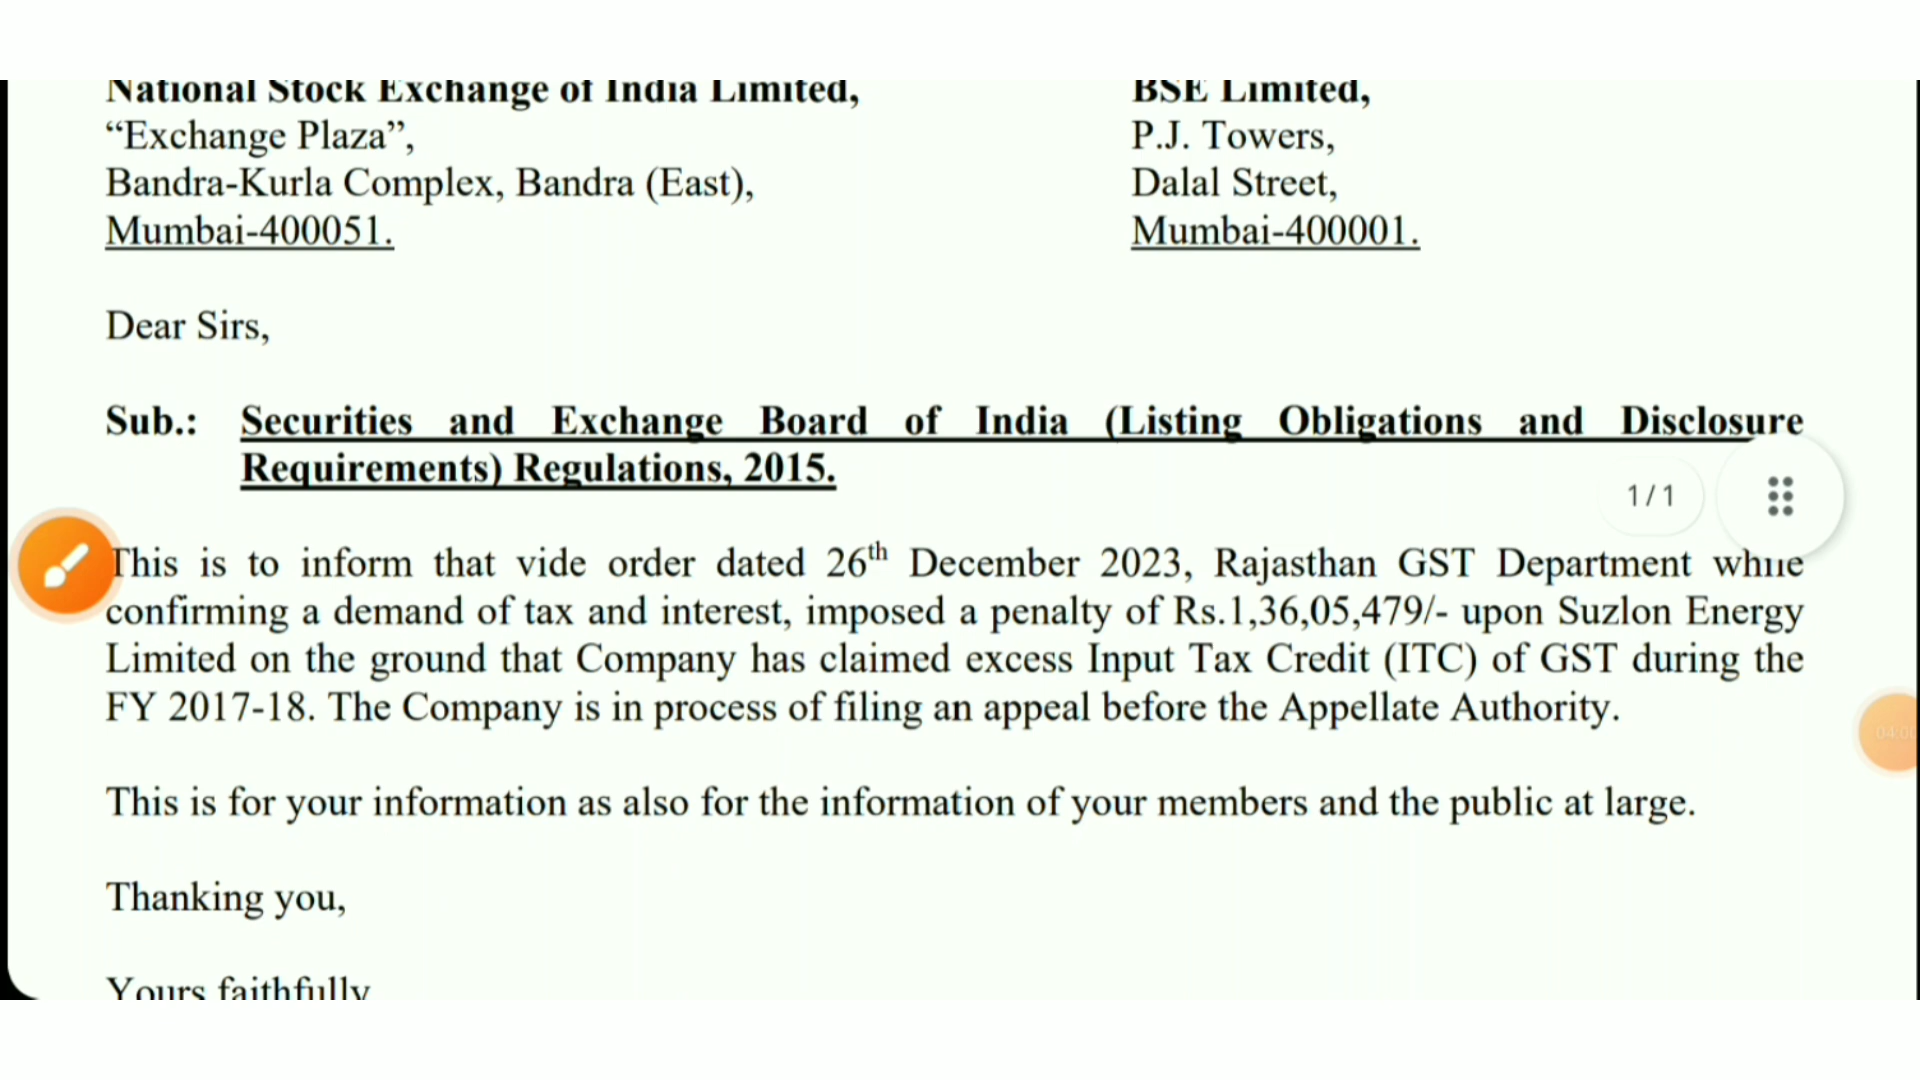 National Stock Exchange of India Limited,
“Exchange Plaza”,
Bandra-Kurla Complex, Bandra (East),
Mumbai-400051.
BSE Limited,
P.J. Towers,
Dalal Street,
Mumbai-400001.
Dear Sirs,
Sub.: Securities and Exchange Board of India (Listing Obligations and Disclosure
Requirements) Regulations, 2015.
1/1
This is to inform that vide order dated 26th December 2023, Rajasthan GST Department while
confirming a demand of tax and interest, imposed a penalty of Rs.1,36,05,479/- upon Suzlon Energy
Limited on the ground that Company has claimed excess Input Tax Credit (ITC) of GST during the
FY 2017-18. The Company is in process of filing an appeal before the Appellate Authority.
This is for your information as also for the information of your members and the public at large.
Thanking you,
Yours faithfully